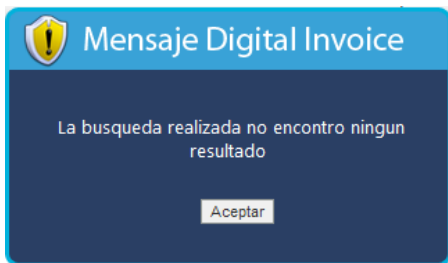 Mensaje Digital Invoice
La busqueda realizada no encontro ningun
resultado
Aceptar